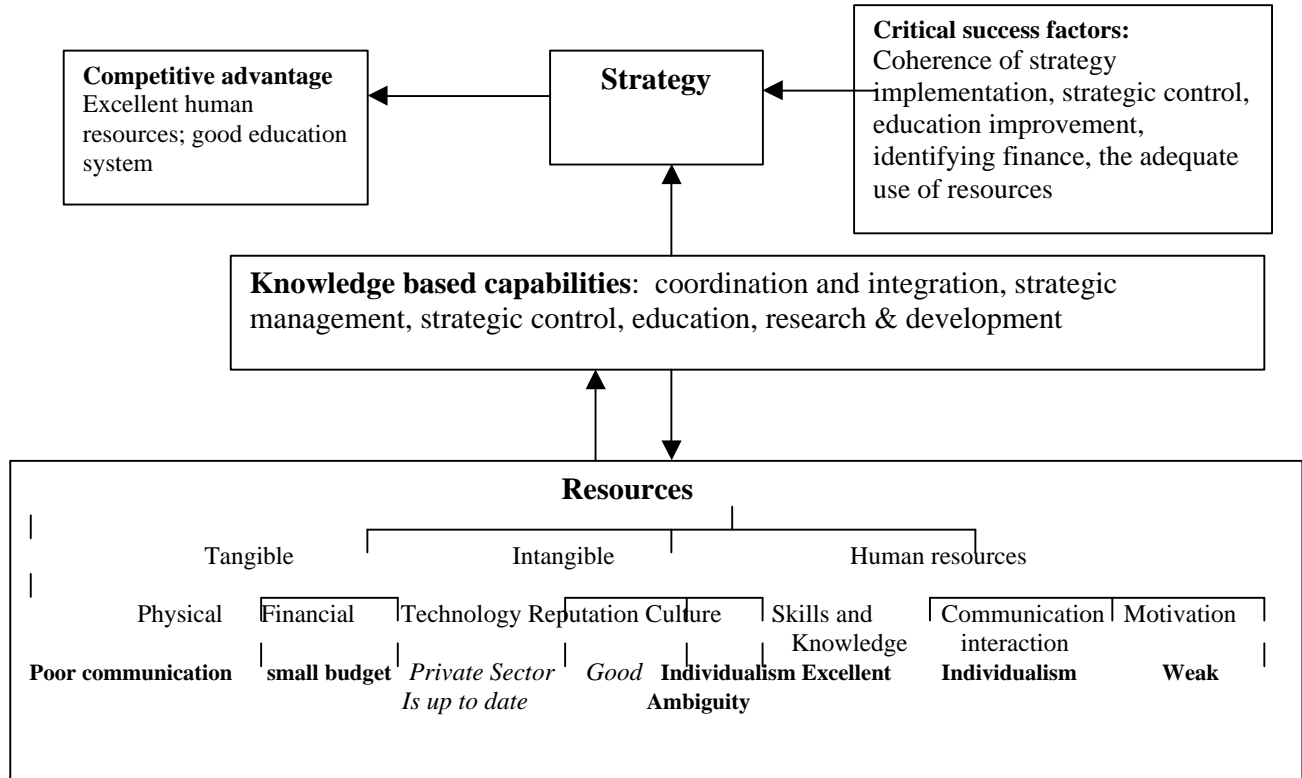 Competitive advantage
Excellent human
resources; good education
system
Strategy
Critical success factors:
Coherence of strategy
implementation, strategic control,
education improvement,
identifying finance, the adequate
use of resources
Knowledge based capabilities: coordination and integration, strategic
management, strategic control, education, research & development
Resources
Tangible Intangible Human resources
Physical Financial Technology Reputation Culture Skills and Communication Motivation
Knowledge interaction
Poor communication small budget Private Sector Good Individualism Excellent Individualism Weak
Is up to date Ambiguity